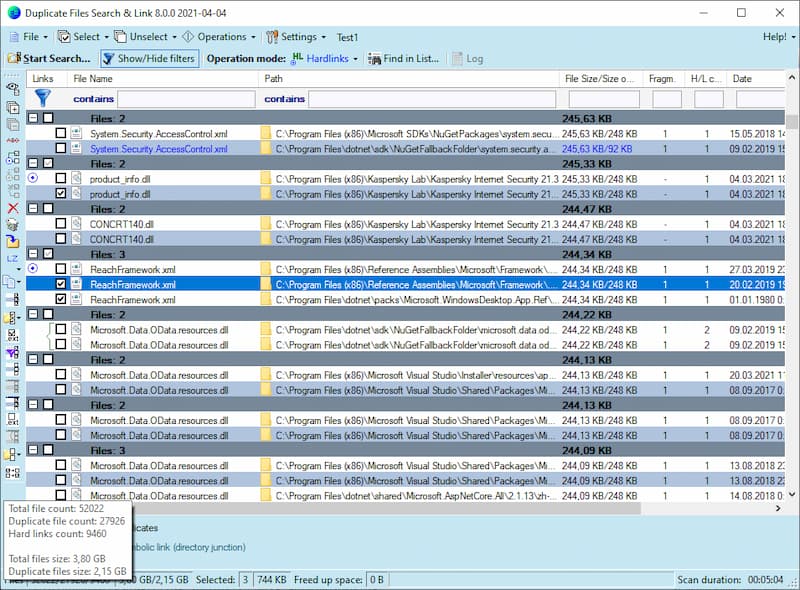 Duplicate Files Search & Link 8.0.0 2021-04-04
File Select Unselect Operations Settings Test1 Help!
Start Search... Show/Hide filters Operation mode: HL Hardlinks Find in List... Log
Links File Name Path File Size/Size o... Fragm. H/L c... Date
contains contains
Files: 2 245,63 KB
System.Security.AccessControl.xml C:\Program Files (x86)\Microsoft SDKs\NuGetPackages\system.secu... 245,63 KB/248 KB 1 1 15.05.2018 1
System.Security.AccessControl.xml C:\Program Files\dotnet\sdk\NuGetFallbackFolder\system.security.a... 245,63 KB/92 KB 1 1 09.02.2019 1
Files: 2 245,33 KB
product_info.dll C:\Program Files (x86)\Kaspersky Lab\Kaspersky Internet Security 21.3 245,33 KB/248 KB - 1 04.03.2021 1
product_info.dll C:\Program Files (x86)\Kaspersky Lab\Kaspersky Internet Security 21.... 245,33 KB/248 KB - 1 04.03.2021 1
Files: 2 244,47 KB
CONCRT140.dll C:\Program Files (x86)\Kaspersky Lab\Kaspersky Internet Security 21.... 244,47 KB/248 KB - 1 04.03.2021 1
CONCRT140.dll C:\Program Files (x86)\Kaspersky Lab\Kaspersky Internet Security 21.... 244,47 KB/248 KB - 1 04.03.2021 1
Files: 3 244,34 KB
ReachFramework.xml C:\Program Files (x86)\Reference Assemblies\Microsoft\Framework\.... 244,34 KB/248 KB 1 1 27.03.2019 2
ReachFramework.xml C:\Program Files (x86)\Reference Assemblies\Microsoft\Framework\.... 244,34 KB/248 KB 1 1 20.02.2019 1
ReachFramework.xml C:\Program Files\dotnet\packs\Microsoft.WindowsDesktop.App.Ref\... 244,34 KB/248 KB 1 1 01.01.1980 0
Files: 2 244,22 KB
Microsoft.Data.OData.resources.dll C:\Program Files\dotnet\sdk\NuGetFallbackFolder\microsoft.data.od... 244,22 KB/248 KB 1 2 09.02.2019 1
Microsoft.Data.OData.resources.dll C:\Program Files\dotnet\sdk\NuGetFallbackFolder\microsoft.data.od... 244,22 KB/248 KB 1 2 09.02.2019 1
Files: 2 244,13 KB
Microsoft.Data.OData.resources.dll C:\Program Files (x86)\Microsoft Visual Studio\Installer\resources\ap... 244,13 KB/248 KB 1 1 20.03.2021 1
Microsoft.Data.OData.resources.dll C:\Program Files (x86)\Microsoft Visual Studio\Shared\Packages\Mi... 244,13 KB/248 KB 1 1 08.09.2017 0
Files: 2 244,13 KB
Microsoft.Data.OData.resources.dll C:\Program Files (x86)\Microsoft Visual Studio\Shared\Packages\Mi... 244,13 KB/248 KB 1 1 08.09.2017 0
Microsoft.Data.OData.resources.dll C:\Program Files (x86)\Microsoft Visual Studio\Shared\Packages\Mi... 244,13 KB/248 KB 1 1 08.09.2017 0
Files: 3 244,09 KB
Microsoft.Data.OData.resources.dll C:\Program Files (x86)\Microsoft Visual Studio\Shared\Packages\Mi... 244,09 KB/248 KB 1 1 13.08.2018 2
Microsoft.Data.OData.resources.dll C:\Program Files (x86)\Microsoft Visual Studio\Shared\Packages\Mi... 244,09 KB/248 KB 1 1 13.08.2018 2
Microsoft.Data.OData.resources.dll C:\Program Files\dotnet\shared\Microsoft.AspNetCore.All\2.1.13\zh-... 244,09 KB/248 KB 1 1 14.08.2018 0
Total file count: 52022
Duplicate file count: 27926
Hard links count: 9460
Total files size: 3,80 GB
Duplicate files size: 2,15 GB
licates
bolic link (directory junction)
GB/2,15 GB Selected: 3 744 KB Freed up space: 0 B Scan duration: 00:05:04